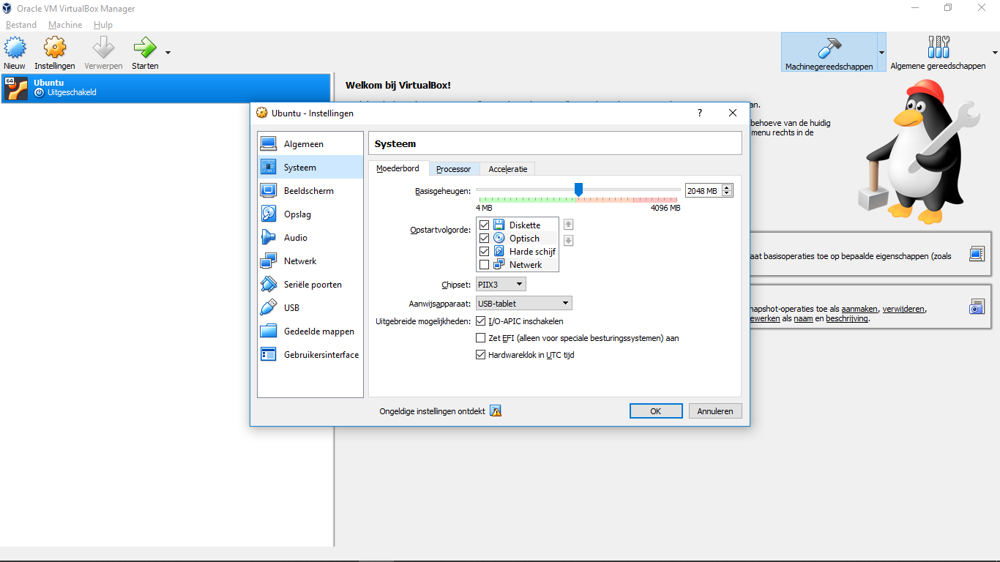 Oracle VM VirtualBox Manager
Bestand Machine Hulp
Nieuw Instellingen Verwerpen Starten
Machinegereedschappen Algemene gereedschappen
64 Ubuntu
Uitgeschakeld
Welkom bij VirtualBox!
an.
behoeve van de huidig
menu rechts in de
Ubuntu - Instellingen
?
Algemeen
Systeem
Beeldscherm
Opslag
Audio
Netwerk
Seriële poorten
USB
Gedeelde mappen
Gebruikersinterface
Systeem
Moederbord Processor Acceleratie
Basisgeheugen: 2048 MB
4 MB 4096 MB
Opstartvolgorde: Diskette
Optisch
Harde schijf
Netwerk
Chipset: PIIX3
Aanwijsapparaat: USB-tablet
Uitgebreide mogelijkheden: I/O-APIC inschakelen
Zet EFI (alleen voor speciale besturingssystemen) aan
Hardwareklok in UTC tijd
Ongeldige instellingen ontdekt OK Annuleren
aat basisoperaties toe op bepaalde eigenschappen (zoals
napshot-operaties toe als aanmaken, verwijderen,
ewerken als naam en beschrijving.